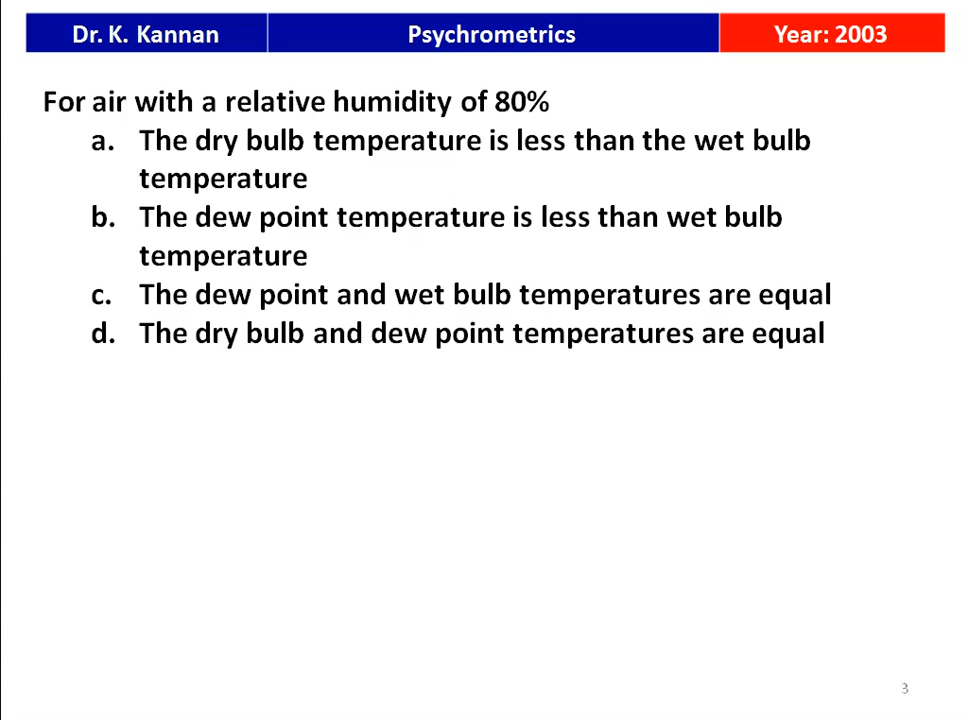 Dr. K. Kannan
Psychrometrics
Year: 2003
For air with a relative humidity of 80%
a. The dry bulb temperature is less than the wet bulb
temperature
b. The dew point temperature is less than wet bulb
temperature
c. The dew point and wet bulb temperatures are equal
d. The dry bulb and dew point temperatures are equal
3